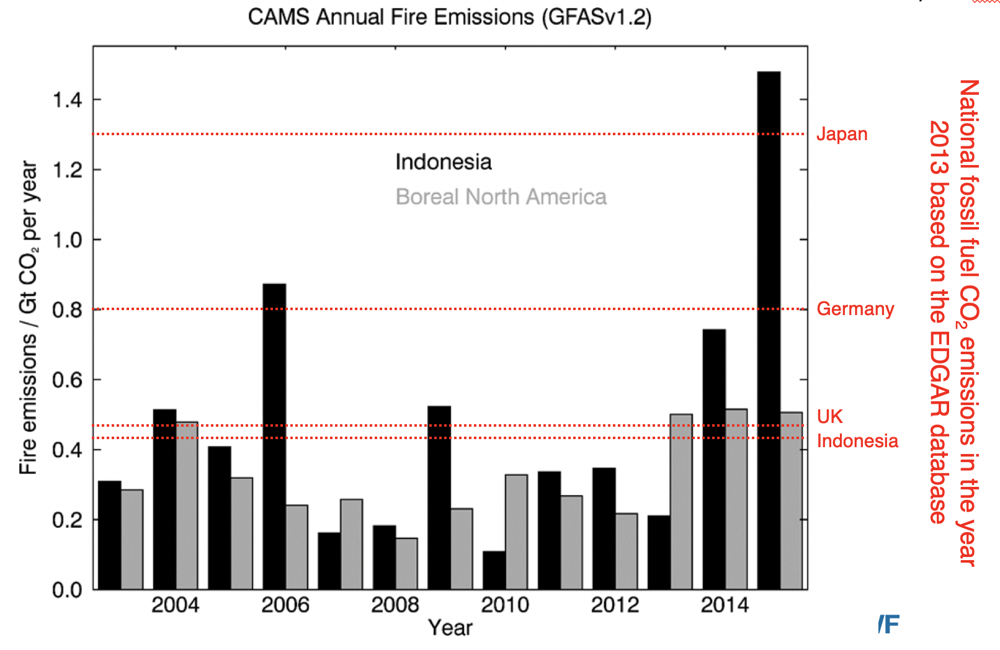 CAMS Annual Fire Emissions (GFASv1.2)
1.4
1.2
1.0
0.8
0.6
0.4
0.2
0.0
Fire emissions / Gt CO₂ per year
Indonesia
Boreal North America
Japan
Germany
UK
Indonesia
2004 2006 2008 2010 2012 2014
Year
National fossil fuel CO₂ emissions in the year
2013 based on the EDGAR database